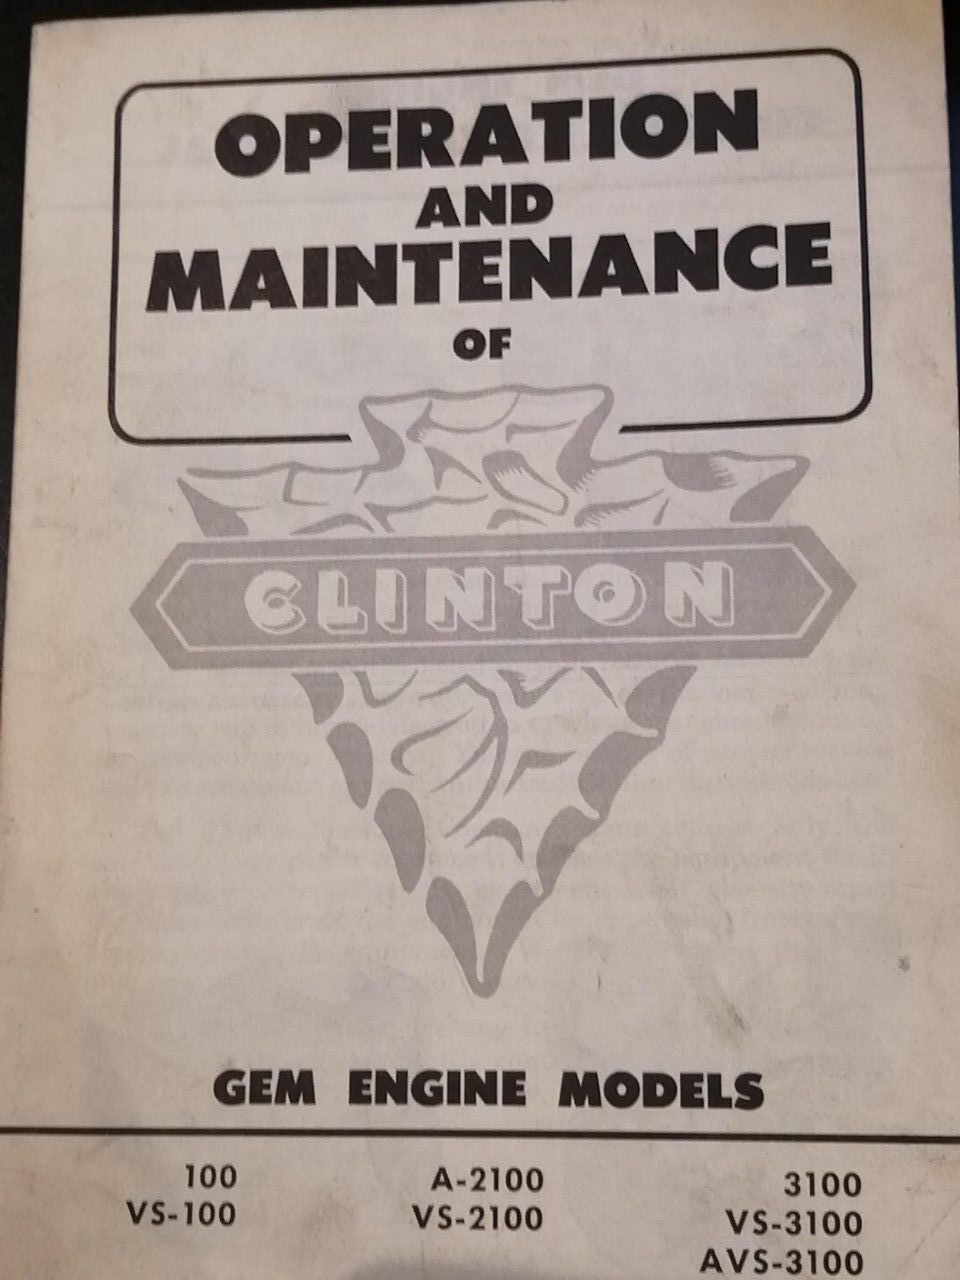 OPERATION
AND
MAINTENANCE
OF
CLINTON
GEM ENGINE MODELS
100 A-2100 3100
VS-100 VS-2100 VS-3100
AVS-3100